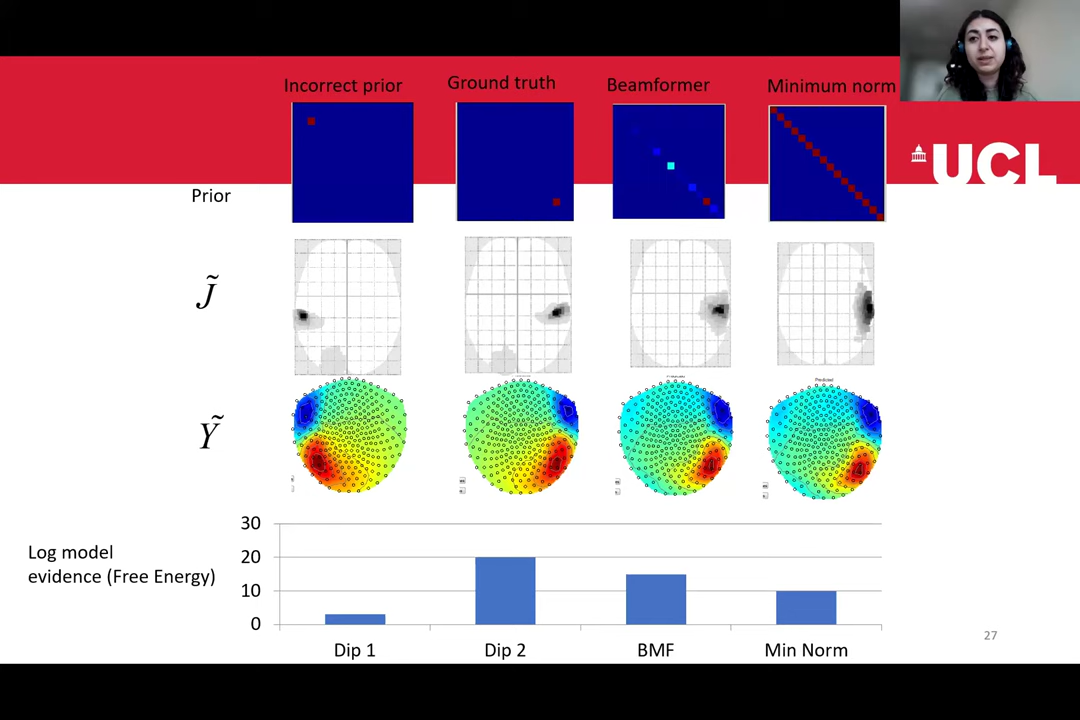 Incorrect prior
Ground truth
Beamformer
Minimum norm
UCL
Prior
J̃
Predicted
Ỹ
30
Log model
evidence (Free Energy)
20
10
0
Dip 1
Dip 2
BMF
Min Norm
27